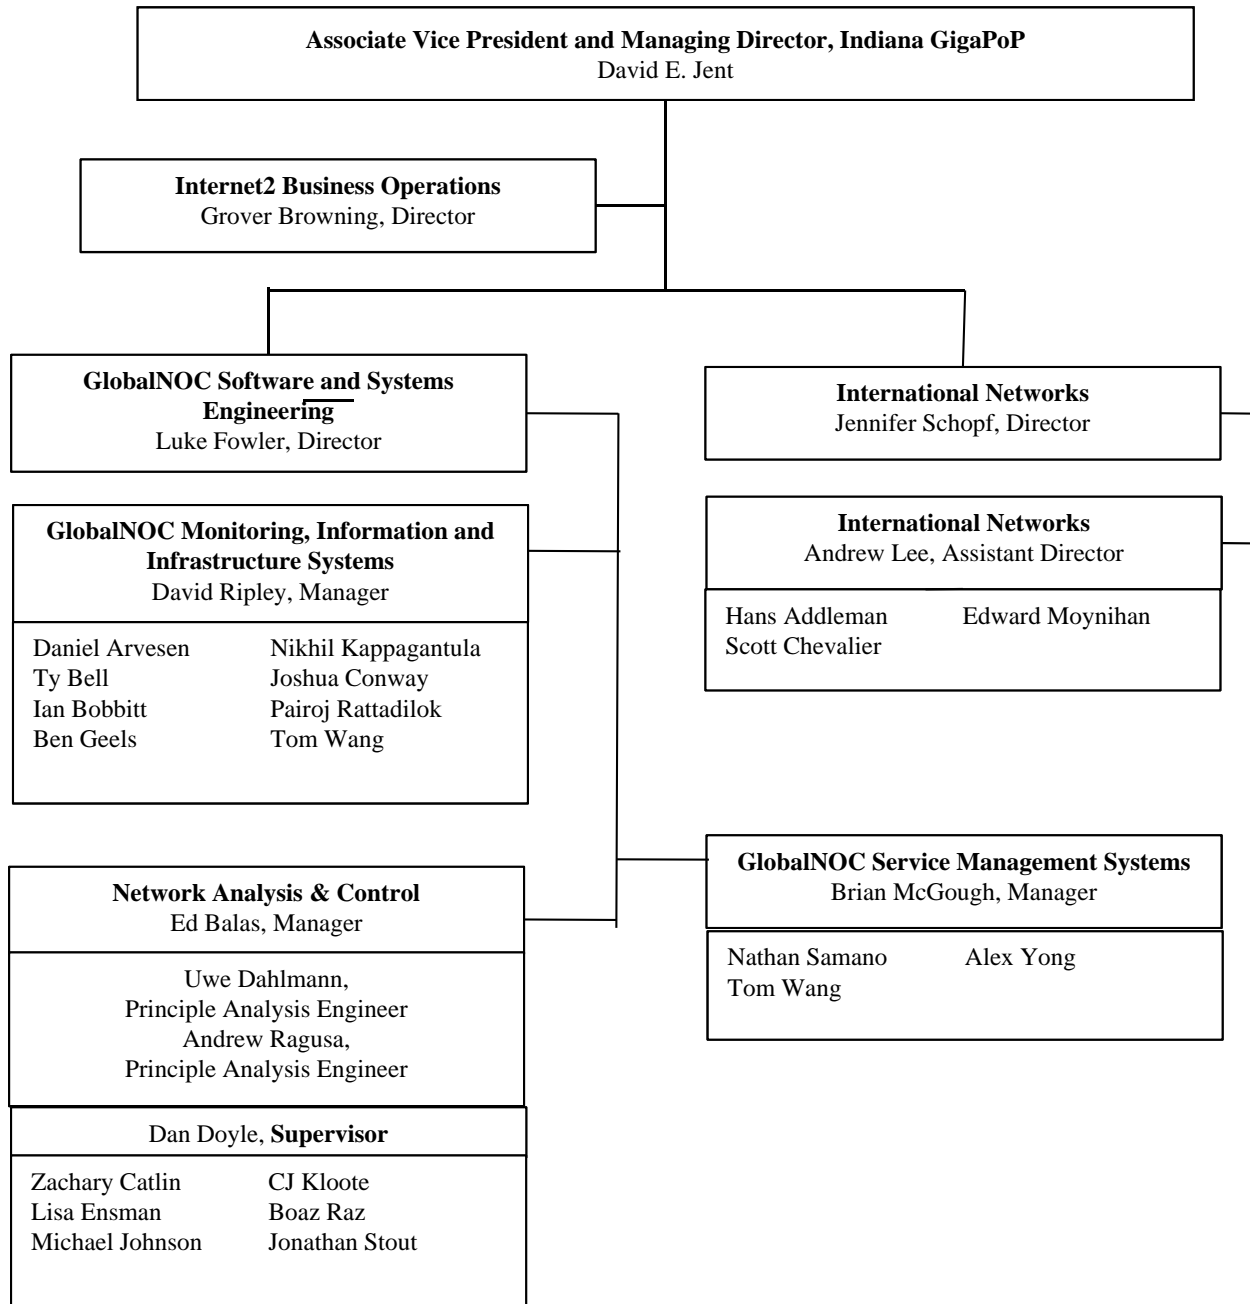 Associate Vice President and Managing Director, Indiana GigaPoP
David E. Jent
Internet2 Business Operations
Grover Browning, Director
GlobalNOC Software and Systems
Engineering
Luke Fowler, Director
International Networks
Jennifer Schopf, Director
GlobalNOC Monitoring, Information and
Infrastructure Systems
David Ripley, Manager
Daniel Arvesen
Nikhil Kappagantula
Ty Bell
Joshua Conway
Ian Bobbitt
Pairoj Rattadilok
Ben Geels
Tom Wang
International Networks
Andrew Lee, Assistant Director
Hans Addleman
Edward Moynihan
Scott Chevalier
Network Analysis & Control
Ed Balas, Manager
Uwe Dahlmann,
Principle Analysis Engineer
Andrew Ragusa,
Principle Analysis Engineer
Dan Doyle, Supervisor
Zachary Catlin
CJ Kloote
Lisa Ensman
Boaz Raz
Michael Johnson
Jonathan Stout
GlobalNOC Service Management Systems
Brian McGough, Manager
Nathan Samano
Alex Yong
Tom Wang